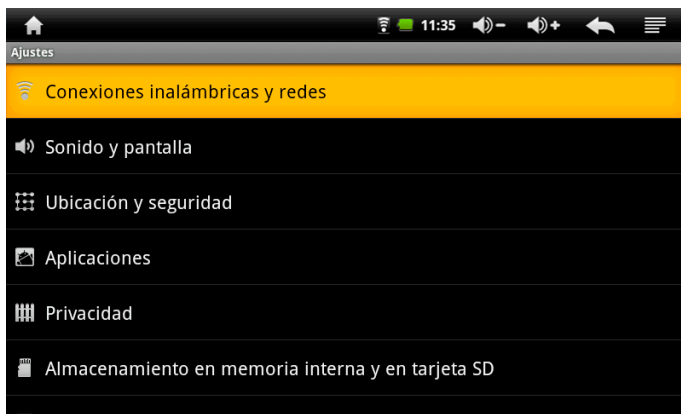 11:35
Ajustes
Conexiones inalámbricas y redes
Sonido y pantalla
Ubicación y seguridad
Aplicaciones
Privacidad
Almacenamiento en memoria interna y en tarjeta SD